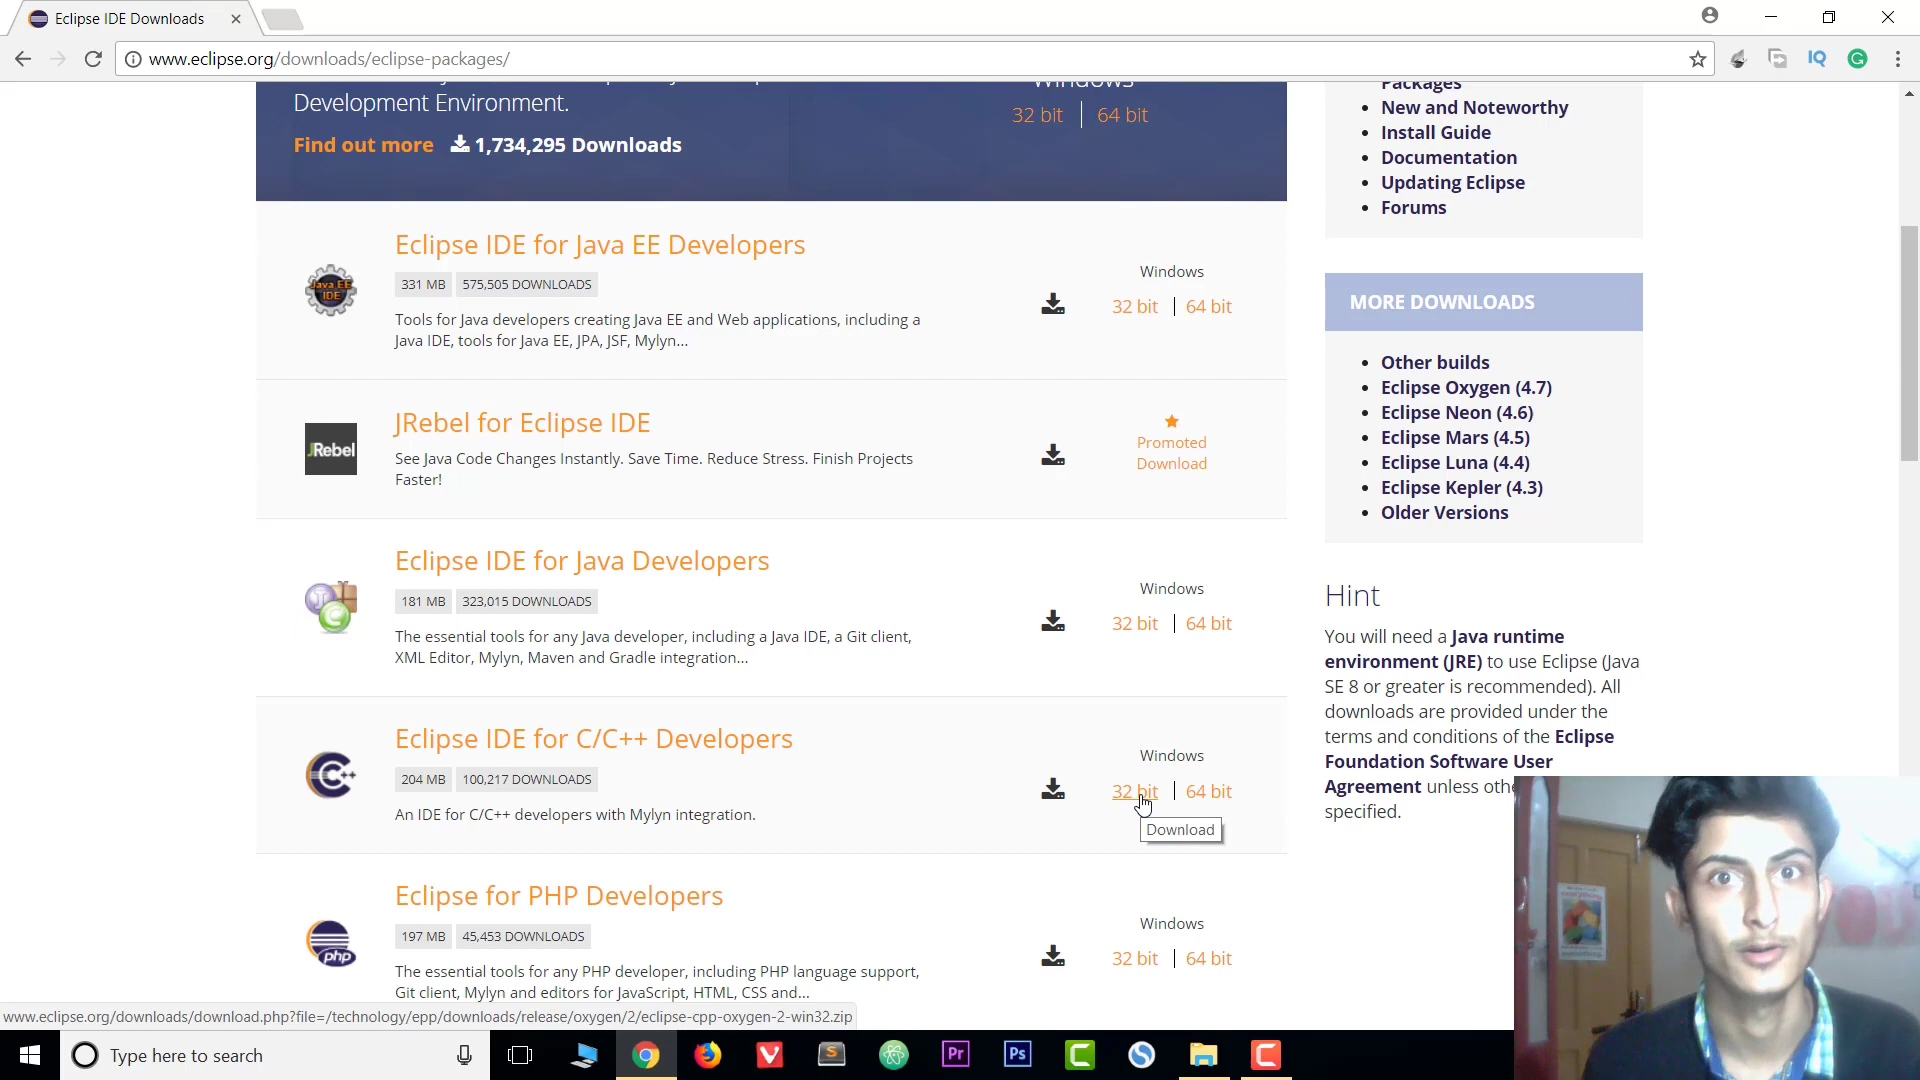 Eclipse IDE Downloads
www.eclipse.org/downloads/eclipse-packages/
IQ
G
Development Environment.
Find out more 1,734,295 Downloads
Windows
32 bit | 64 bit
Eclipse IDE for Java EE Developers
331 MB 575,505 DOWNLOADS
Tools for Java developers creating Java EE and Web applications, including a
Java IDE, tools for Java EE, JPA, JSF, Mylyn...
Java EE
IDE
Windows
32 bit | 64 bit
JRebel
JRebel for Eclipse IDE
See Java Code Changes Instantly. Save Time. Reduce Stress. Finish Projects
Faster!
Promoted
Download
Eclipse IDE for Java Developers
181 MB 323,015 DOWNLOADS
The essential tools for any Java developer, including a Java IDE, a Git client,
XML Editor, Mylyn, Maven and Gradle integration...
Windows
32 bit | 64 bit
C++
Eclipse IDE for C/C++ Developers
204 MB 100,217 DOWNLOADS
An IDE for C/C++ developers with Mylyn integration.
Windows
32 bit | 64 bit
Download
php
Eclipse for PHP Developers
197 MB 45,453 DOWNLOADS
The essential tools for any PHP developer, including PHP language support,
Git client, Mylyn and editors for JavaScript, HTML, CSS and...
Windows
32 bit | 64 bit
Packages
New and Noteworthy
Install Guide
Documentation
Updating Eclipse
Forums
MORE DOWNLOADS
Other builds
Eclipse Oxygen (4.7)
Eclipse Neon (4.6)
Eclipse Mars (4.5)
Eclipse Luna (4.4)
Eclipse Kepler (4.3)
Older Versions
Hint
You will need a Java runtime
environment (JRE) to use Eclipse (Java
SE 8 or greater is recommended). All
downloads are provided under the
terms and conditions of the Eclipse
Foundation Software User
Agreement unless
specified.
www.eclipse.org/downloads/download.php?file=/technology/epp/downloads/release/oxygen/2/eclipse-cpp-oxygen-2-win32.zip
Type here to search
Pr
Ps